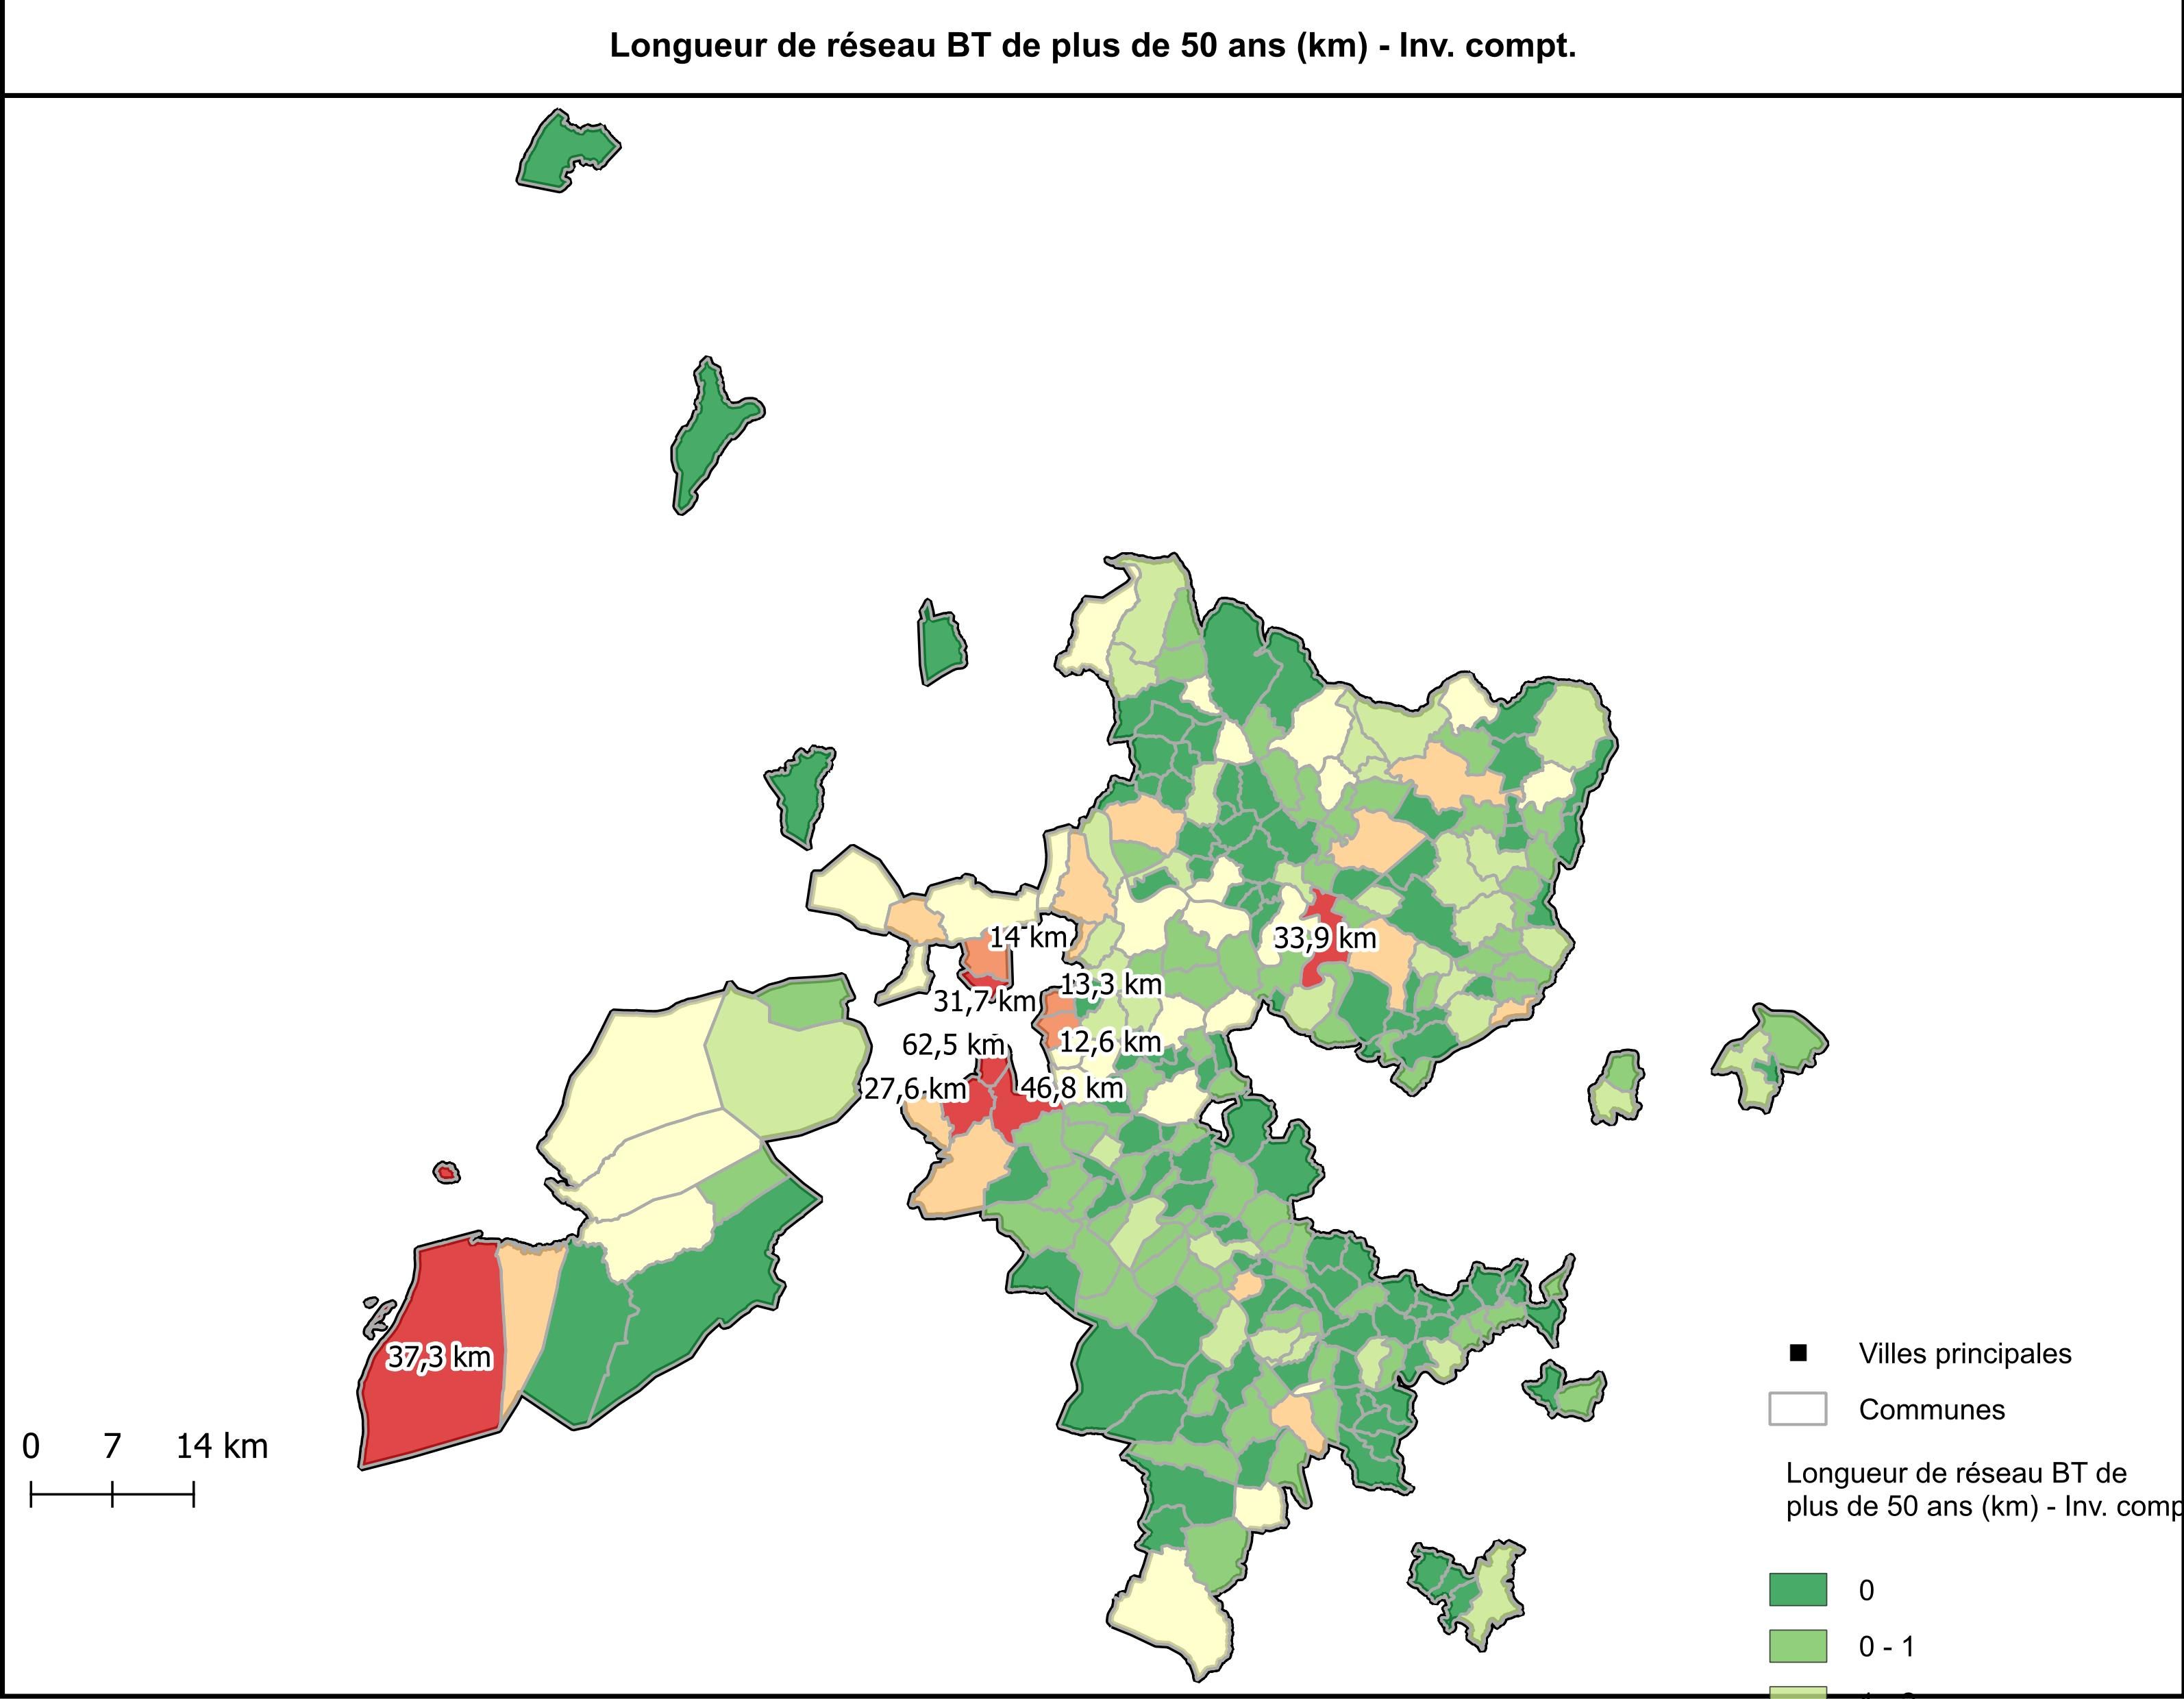 Longueur de réseau BT de plus de 50 ans (km) - Inv. compt.
14 km
33,9 km
13,3 km
31,7 km
62,5 km
12,6 km
27,6 km
46,8 km
37,3 km
0 7 14 km
Villes principales
Communes
Longueur de réseau BT de
plus de 50 ans (km) - Inv. comp
0
0 - 1